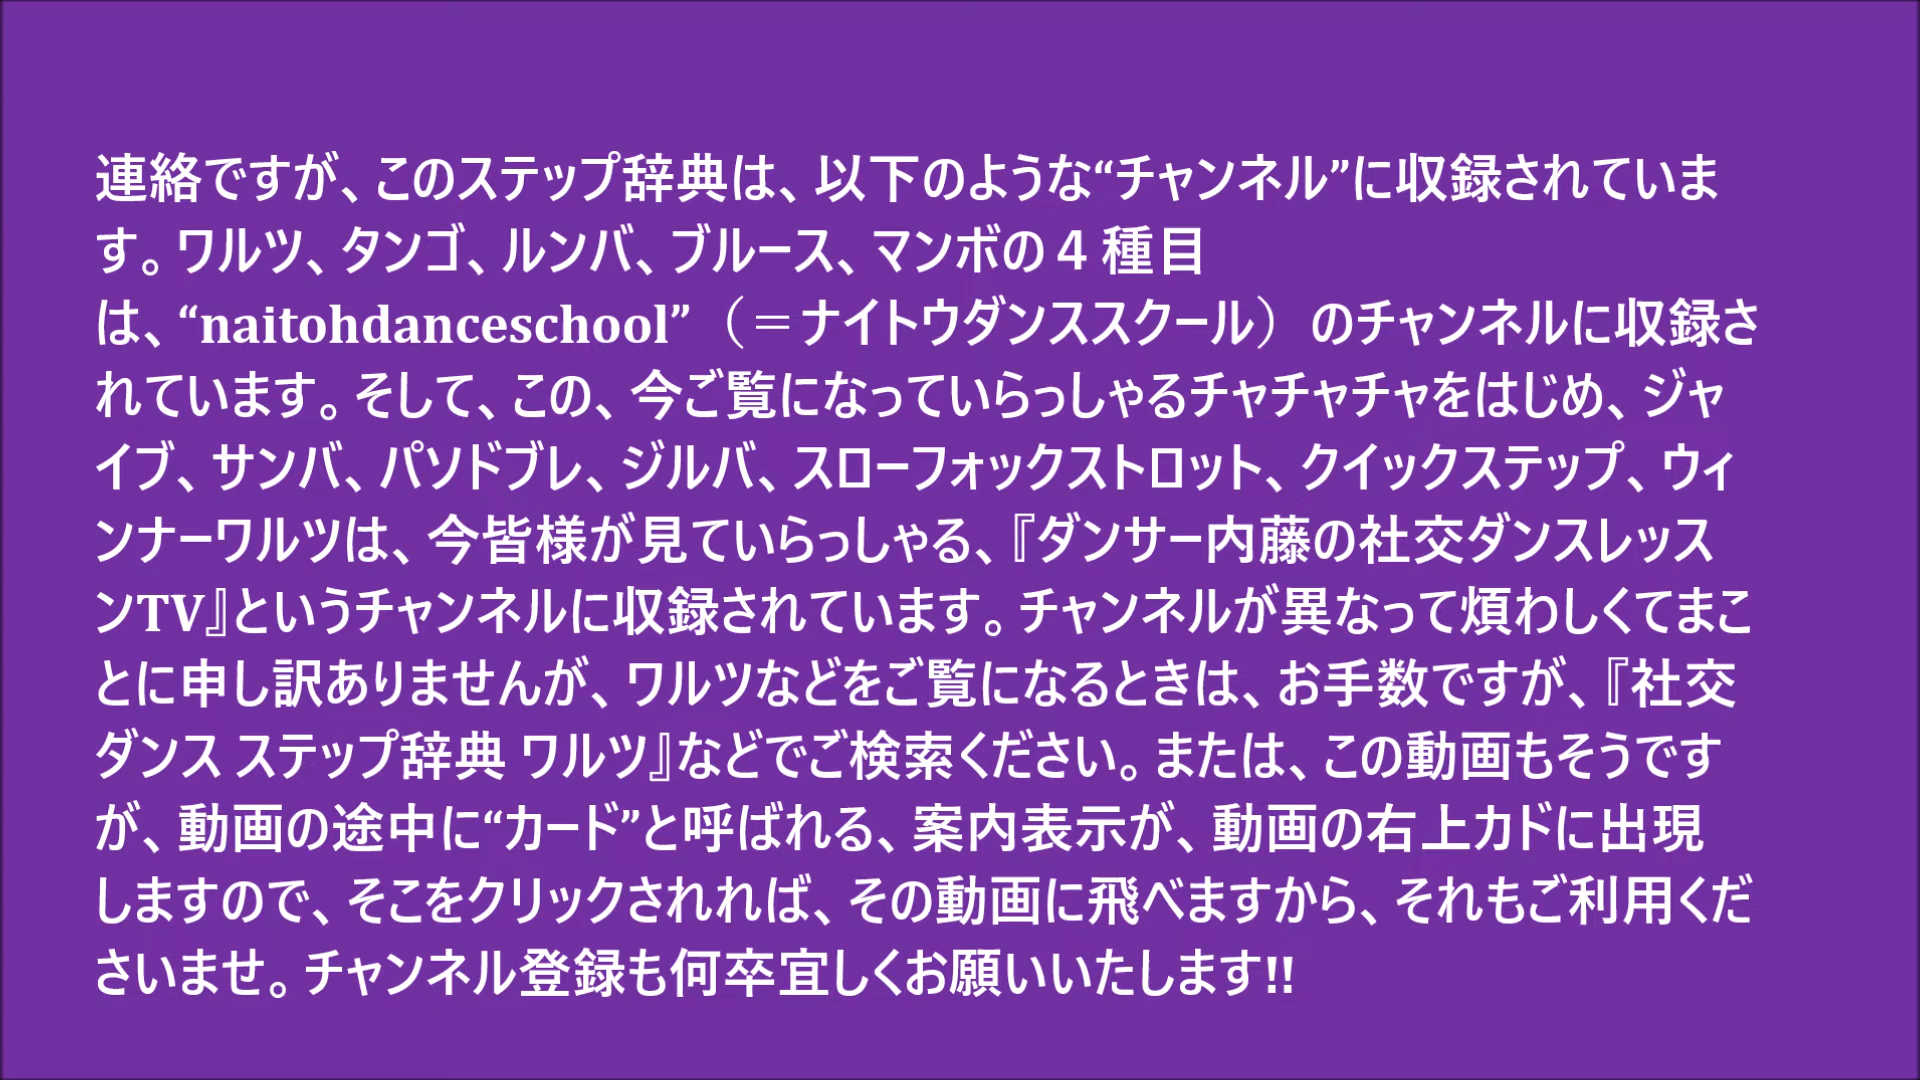 連絡ですが、このステップ辞典は、以下のような“チャンネル”に収録されていま
す。ワルツ、タンゴ、ルンバ、ブルース、マンボの４種目
は、“naitohdanceschool”（＝ナイトウダンススクール）のチャンネルに収録さ
れています。そして、この、今ご覧になっていらっしゃるチャチャチャをはじめ、ジャ
イブ、サンバ、パソドブレ、ジルバ、スローフォックストロット、クイックステップ、ウィ
ンナーワルツは、今皆様が見ていらっしゃる、『ダンサー内藤の社交ダンスレッス
ンTV』というチャンネルに収録されています。チャンネルが異なって煩わしくてまこ
とに申し訳ありませんが、ワルツなどをご覧になるときは、お手数ですが、『社交
ダンス ステップ辞典 ワルツ』などでご検索ください。または、この動画もそうです
が、動画の途中に“カード”と呼ばれる、案内表示が、動画の右上カドに出現
しますので、そこをクリックされれば、その動画に飛べますから、それもご利用くだ
さいませ。チャンネル登録も何卒宜しくお願いいたします!!